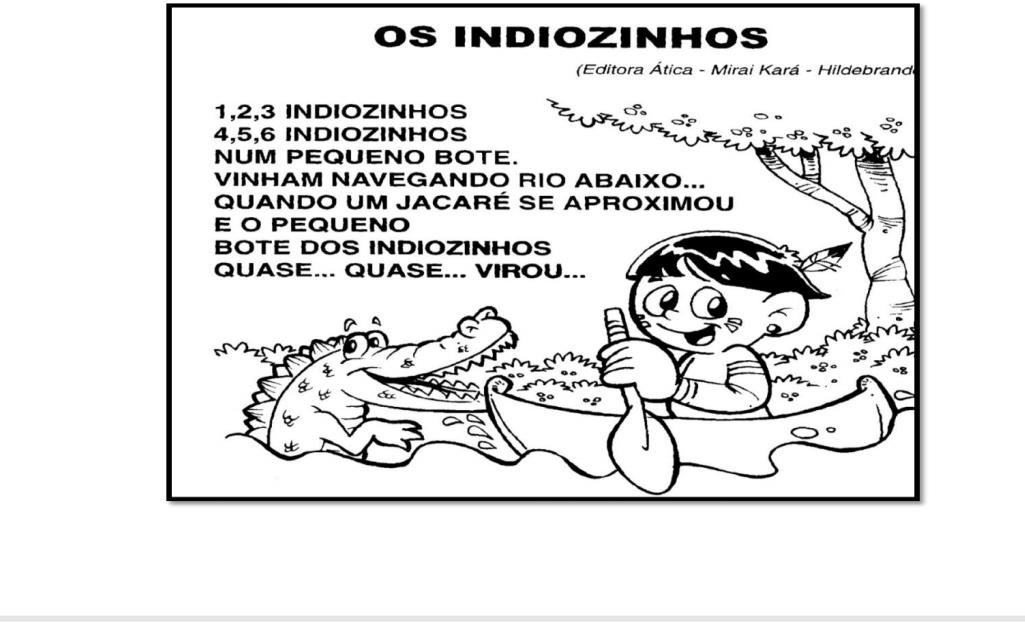 OS INDIOZINHOS
(Editora Ática - Mirai Kará -
1,2,3 INDIOZINHOS
4,5,6 INDIOZINHOS
NUM PEQUENO BOTE.
VINHAM NAVEGANDO RIO ABAIXO...
QUANDO UM JACARÉ SE APROXIMOU
E O PEQUENO
BOTE DOS INDIOZINHOS
QUASE... QUASE... VIROU...